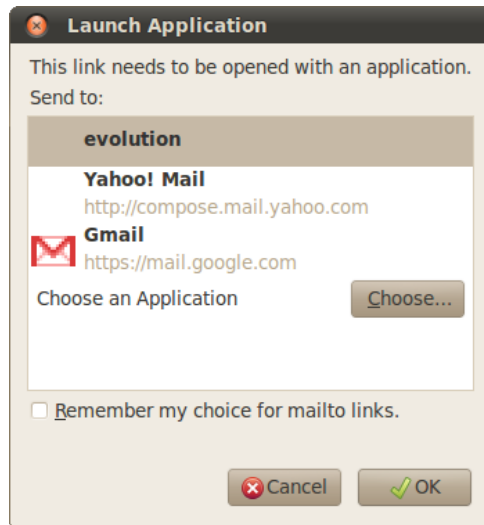 Launch Application
This link needs to be opened with an application.
Send to:
evolution
Yahoo! Mail
http://compose.mail.yahoo.com
Gmail
https://mail.google.com
Choose an Application Choose...
Remember my choice for mailto links.
Cancel OK